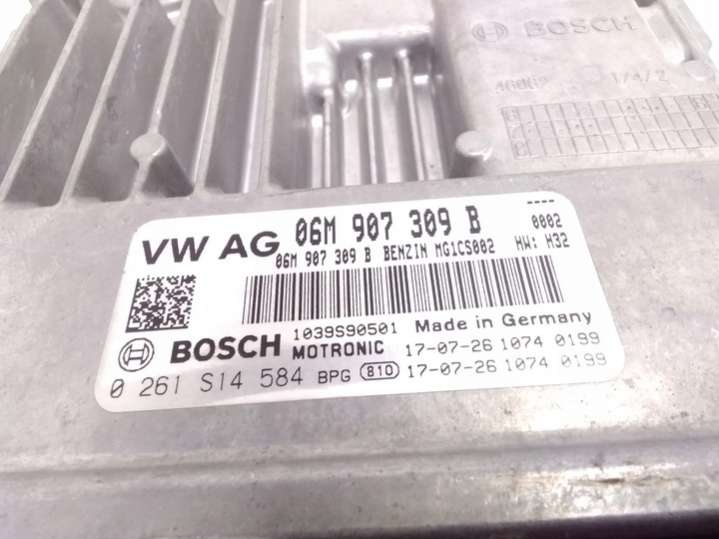 BOSCH
VW AG 06M 907 309 B ---- 0002
06M 907 309 B BENZIN MG1CS002 HW: H32
BOSCH 1039S90501 Made in Germany
MOTRONIC 17-07-26 1074 0199
0 261 S14 584 BPG 810 17-07-26 1074 0199